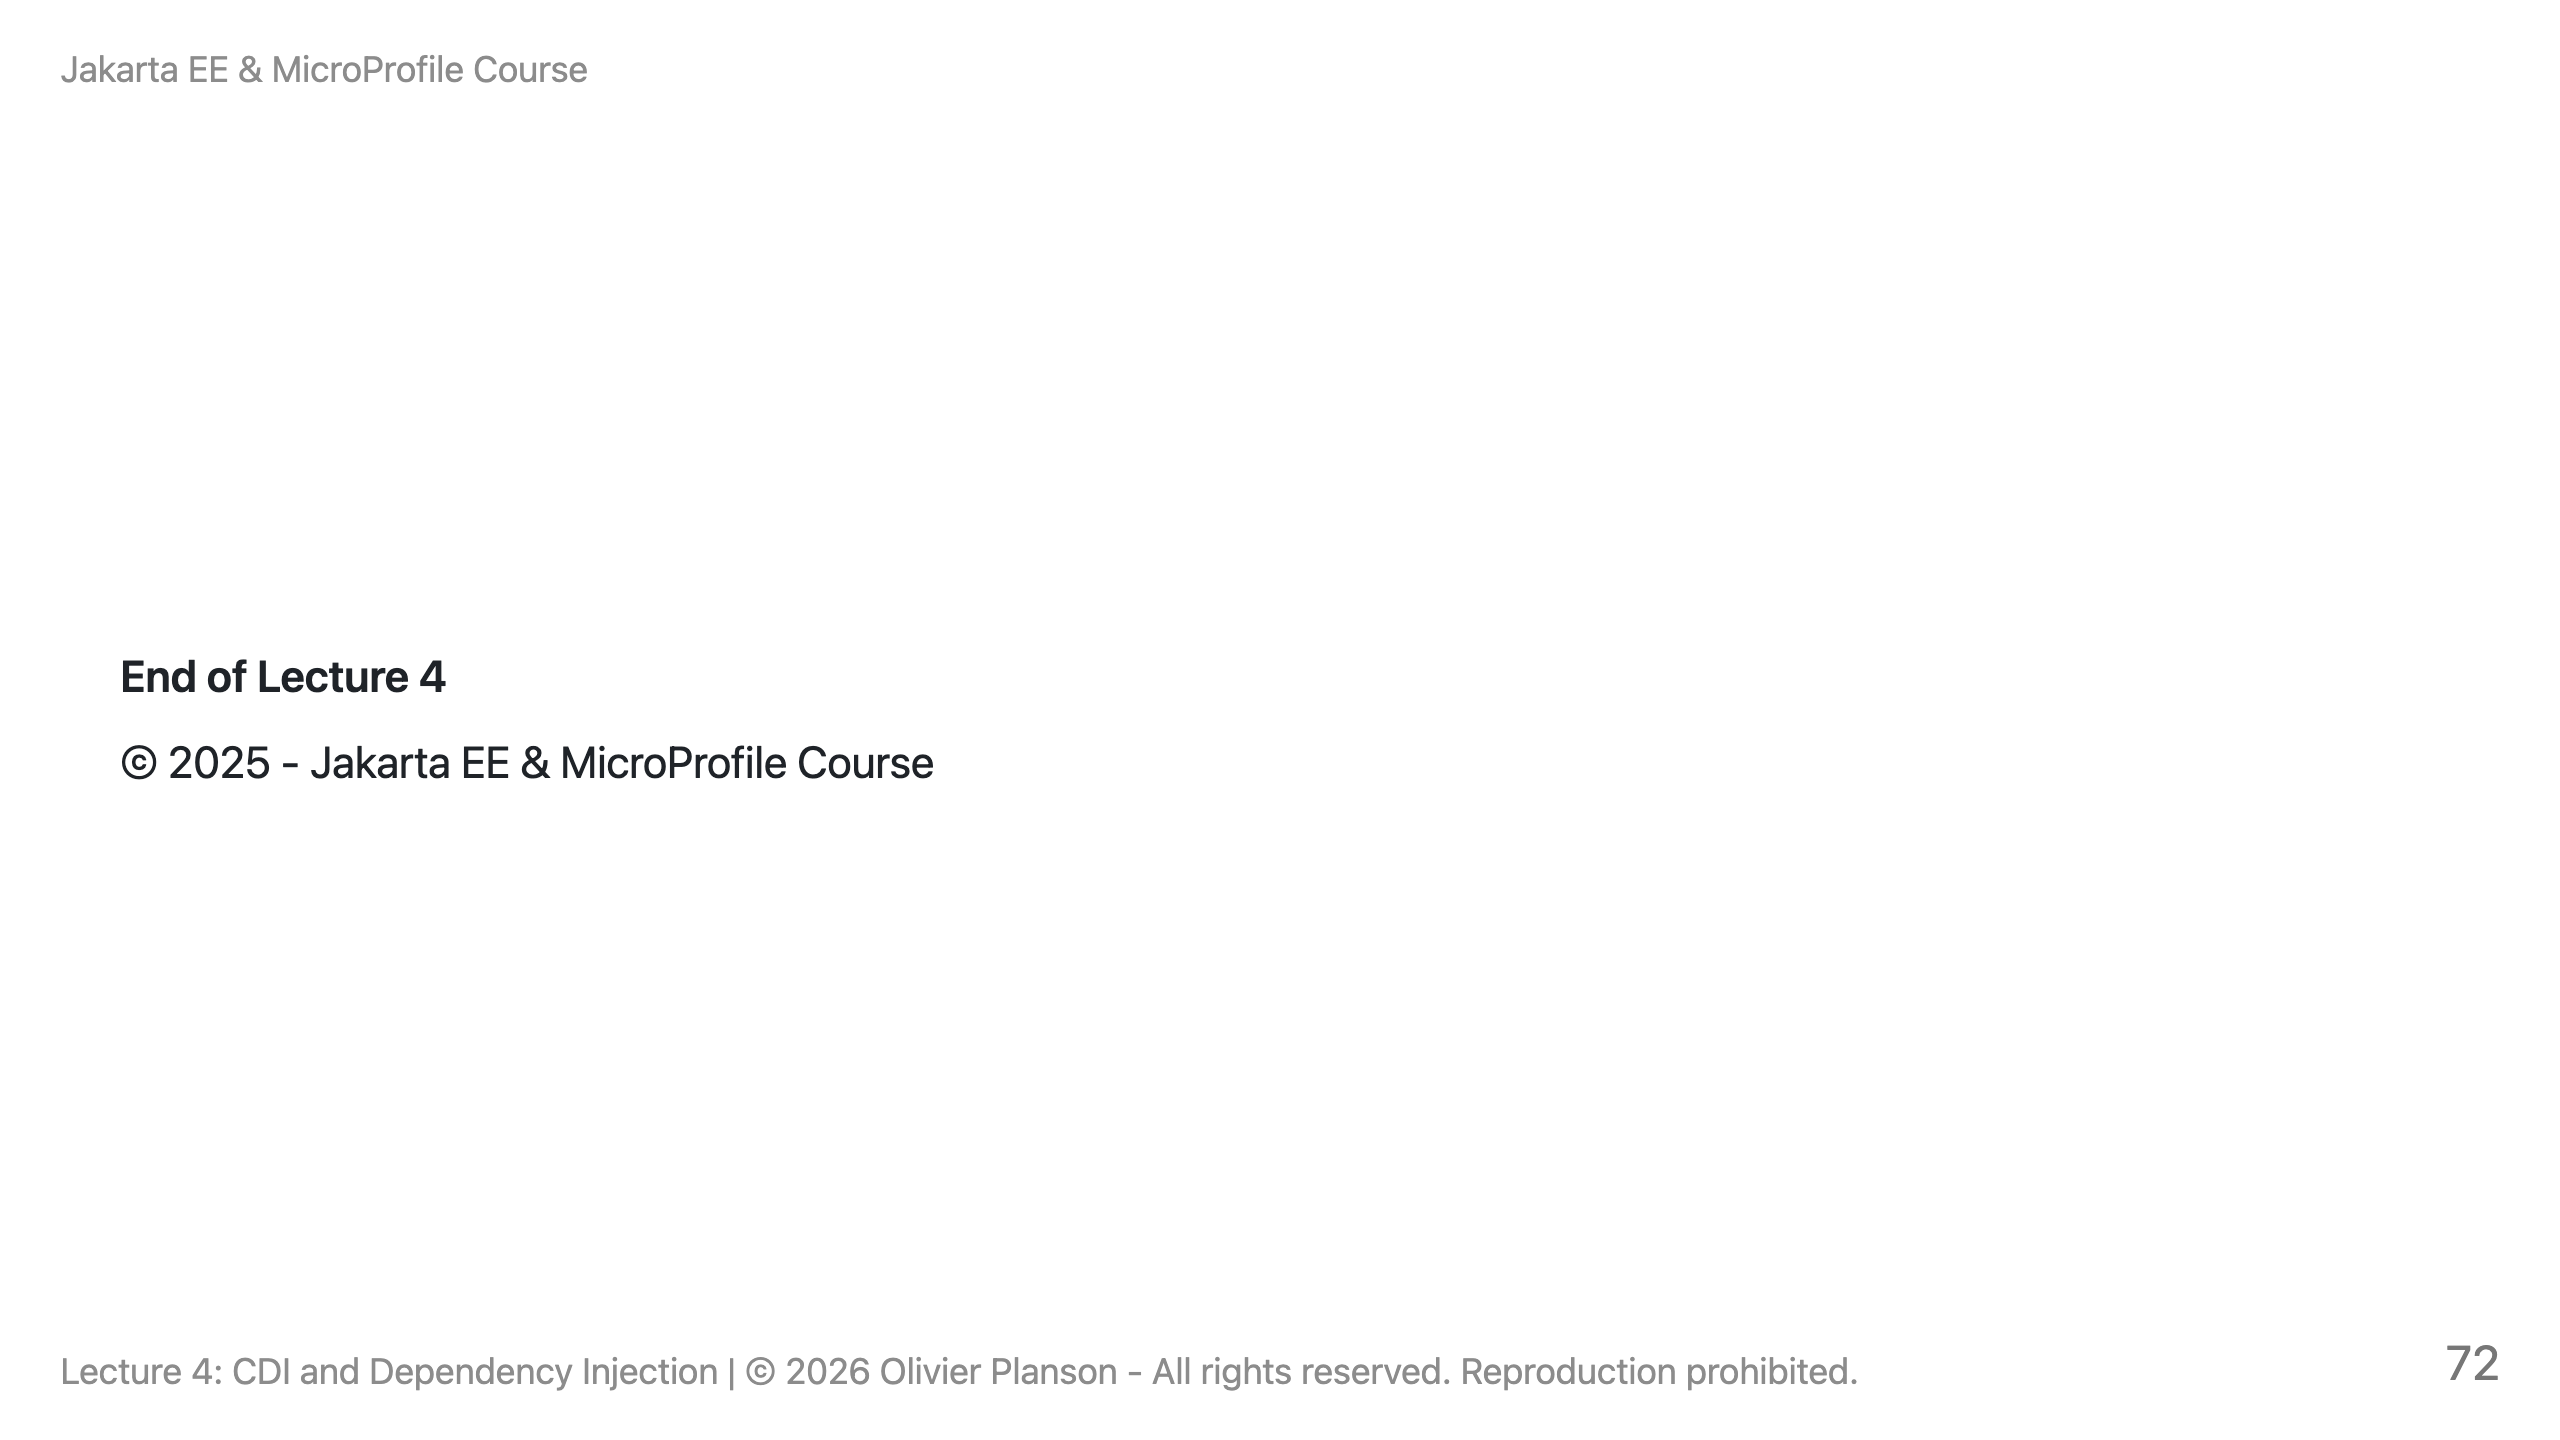 Jakarta EE & MicroProfile Course
End of Lecture 4
© 2025 - Jakarta EE & MicroProfile Course
Lecture 4: CDI and Dependency Injection | © 2026 Olivier Planson - All rights reserved. Reproduction prohibited.
72